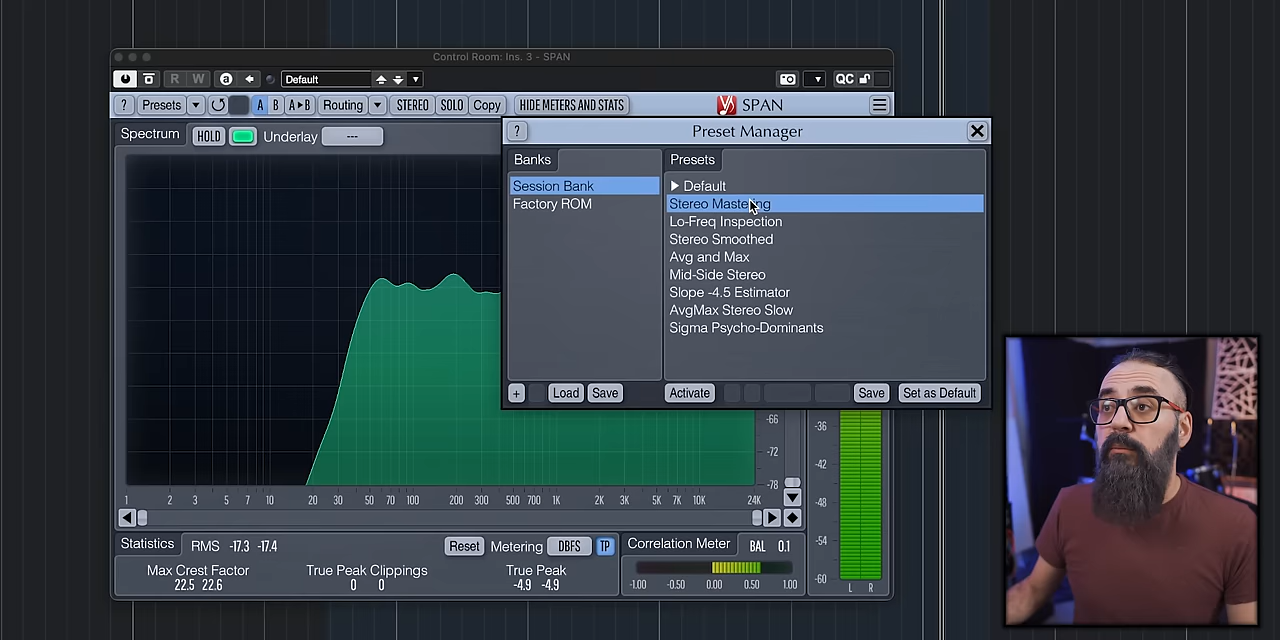 Control Room: Ins. 3 - SPAN
R W a Default QC
? Presets A B A▸B Routing STEREO SOLO Copy HIDE METERS AND STATS SPAN
Spectrum HOLD Underlay ---
? Preset Manager
Banks Presets
Session Bank
Factory ROM
Default
Stereo Mastering
Lo-Freq Inspection
Stereo Smoothed
Avg and Max
Mid-Side Stereo
Slope -4.5 Estimator
AvgMax Stereo Slow
Sigma Psycho-Dominants
+ Load Save Activate Save Set as Default
-66
-72
-78
-36
-42
-48
-54
-60
L R
1 2 3 5 7 10 20 30 50 70 100 200 300 500 700 1K 2K 3K 5K 7K 10K 24K
Statistics RMS -17.3 -17.4 Reset Metering DBFS TP
Max Crest Factor True Peak Clippings True Peak
22.5 22.6 0 0 -4.9 -4.9
Correlation Meter BAL 0.1
-1.00 -0.50 0.00 0.50 1.00